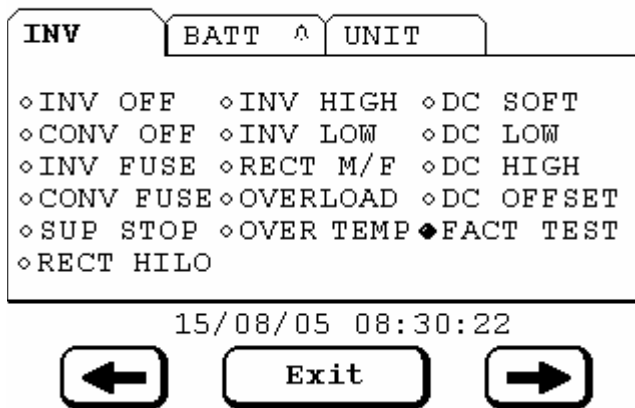 INV BATT UNIT
INV OFF INV HIGH DC SOFT
CONV OFF INV LOW DC LOW
INV FUSE RECT M/F DC HIGH
CONV FUSE OVERLOAD DC OFFSET
SUP STOP OVER TEMP FACT TEST
RECT HILO
15/08/05 08:30:22
Exit